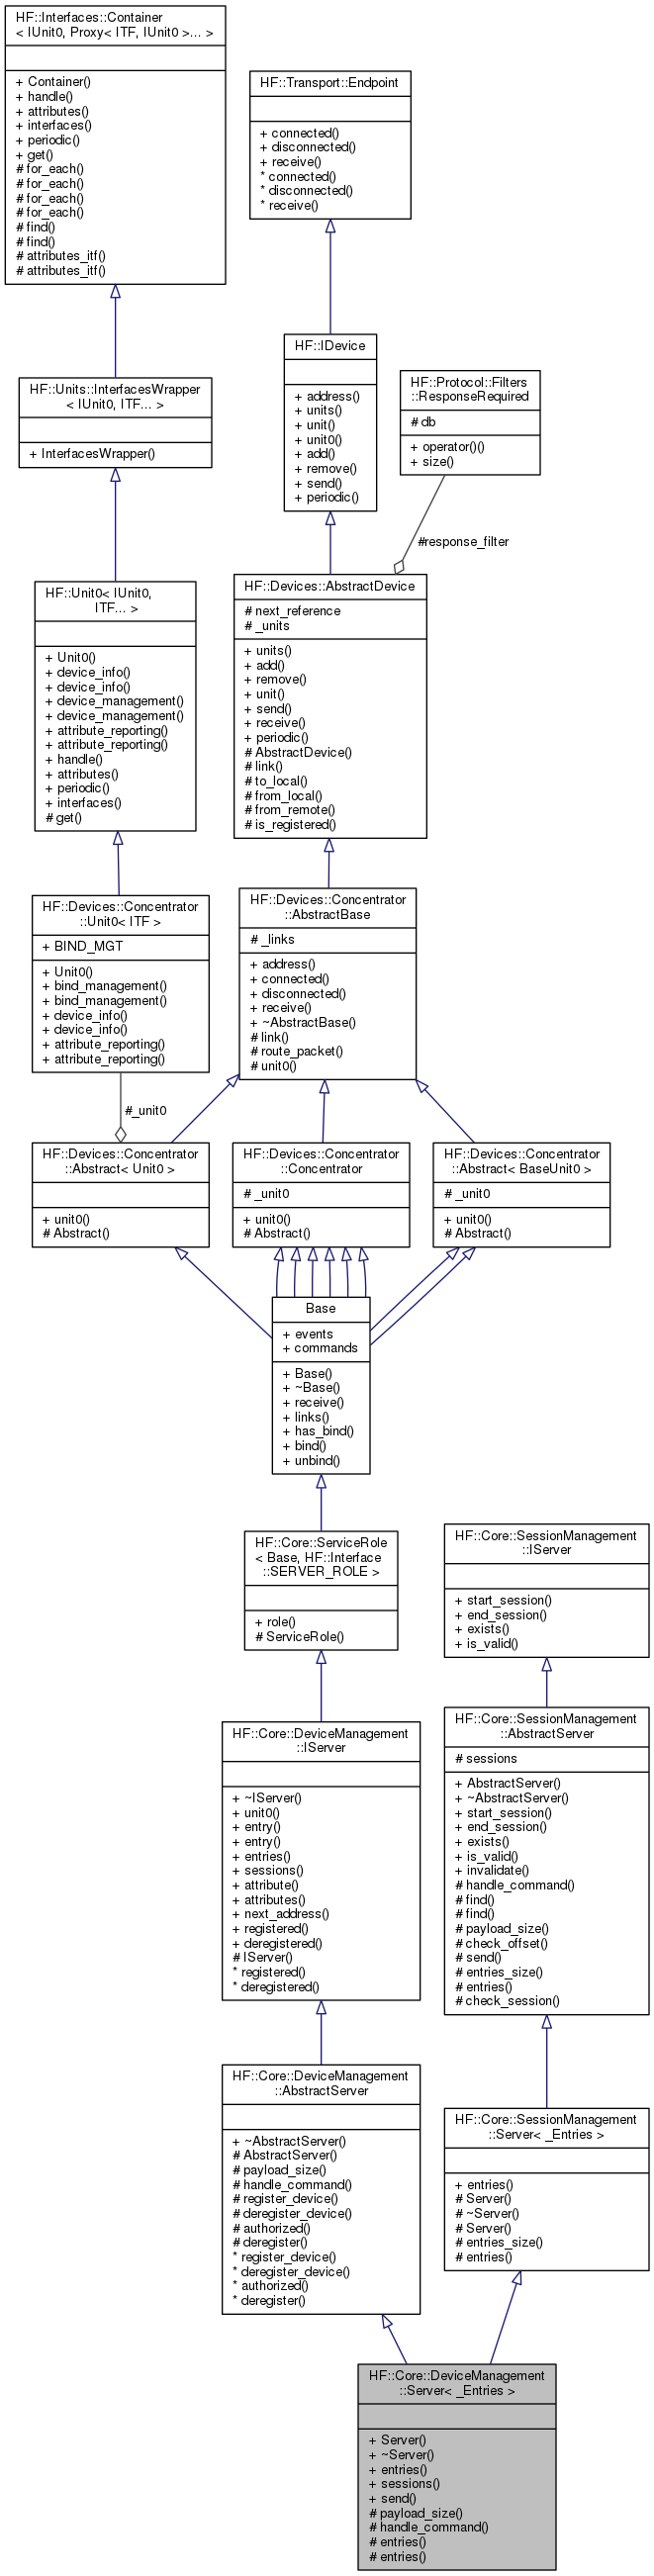 HF::Interfaces::Container
< IUnit0, Proxy< ITF, IUnit0 >... >
+ Container()
+ handle()
+ attributes()
+ interfaces()
+ periodic()
+ get()
# for_each()
# for_each()
# for_each()
# for_each()
# find()
# find()
# attributes_itf()
# attributes_itf()
HF::Transport::Endpoint
+ connected()
+ disconnected()
+ receive()
* connected()
* disconnected()
* receive()
HF::IDevice
+ address()
+ units()
+ unit()
+ unit0()
+ add()
+ remove()
+ send()
+ periodic()
HF::Units::InterfacesWrapper
< IUnit0, ITF... >
+ InterfacesWrapper()
HF::Protocol::Filters
::ResponseRequired
# db
+ operator()()
+ size()
#response_filter
HF::Unit0< IUnit0,
ITF... >
+ Unit0()
+ device_info()
+ device_info()
+ device_management()
+ device_management()
+ attribute_reporting()
+ attribute_reporting()
+ handle()
+ attributes()
+ periodic()
+ interfaces()
# get()
HF::Devices::AbstractDevice
# next_reference
# _units
+ units()
+ add()
+ remove()
+ unit()
+ send()
+ receive()
+ periodic()
# AbstractDevice()
# link()
# to_local()
# from_local()
# from_remote()
# is_registered()
HF::Devices::Concentrator
::Unit0< ITF >
+ BIND_MGT
+ Unit0()
+ bind_management()
+ bind_management()
+ device_info()
+ device_info()
+ attribute_reporting()
+ attribute_reporting()
HF::Devices::Concentrator
::AbstractBase
# _links
+ address()
+ connected()
+ disconnected()
+ receive()
+ ~AbstractBase()
# link()
# route_packet()
# unit0()
#_unit0
HF::Devices::Concentrator
::Abstract< Unit0 >
+ unit0()
# Abstract()
HF::Devices::Concentrator
::Concentrator
# _unit0
+ unit0()
# Abstract()
HF::Devices::Concentrator
::Abstract< BaseUnit0 >
# _unit0
+ unit0()
# Abstract()
Base
+ events
+ commands
+ Base()
+ ~Base()
+ receive()
+ links()
+ has_bind()
+ bind()
+ unbind()
HF::Core::ServiceRole
< Base, HF::Interface
::SERVER_ROLE >
+ role()
# ServiceRole()
HF::Core::SessionManagement
::IServer
+ start_session()
+ end_session()
+ exists()
+ is_valid()
HF::Core::DeviceManagement
::IServer
+ ~IServer()
+ unit0()
+ entry()
+ entry()
+ entries()
+ sessions()
+ attribute()
+ attributes()
+ next_address()
+ registered()
+ deregistered()
# IServer()
* registered()
* deregistered()
HF::Core::SessionManagement
::AbstractServer
# sessions
+ AbstractServer()
+ ~AbstractServer()
+ start_session()
+ end_session()
+ exists()
+ is_valid()
+ invalidate()
# handle_command()
# find()
# find()
# payload_size()
# check_offset()
# send()
# entries_size()
# entries()
# check_session()
HF::Core::DeviceManagement
::AbstractServer
+ ~AbstractServer()
# AbstractServer()
# payload_size()
# handle_command()
# register_device()
# deregister_device()
# authorized()
# deregister()
* register_device()
* deregister_device()
* authorized()
* deregister()
HF::Core::SessionManagement
::Server< _Entries >
+ entries()
# Server()
# ~Server()
# Server()
# entries_size()
# entries()
HF::Core::DeviceManagement
::Server< _Entries >
+ Server()
+ ~Server()
+ entries()
+ sessions()
+ send()
# payload_size()
# handle_command()
# entries()
# entries()